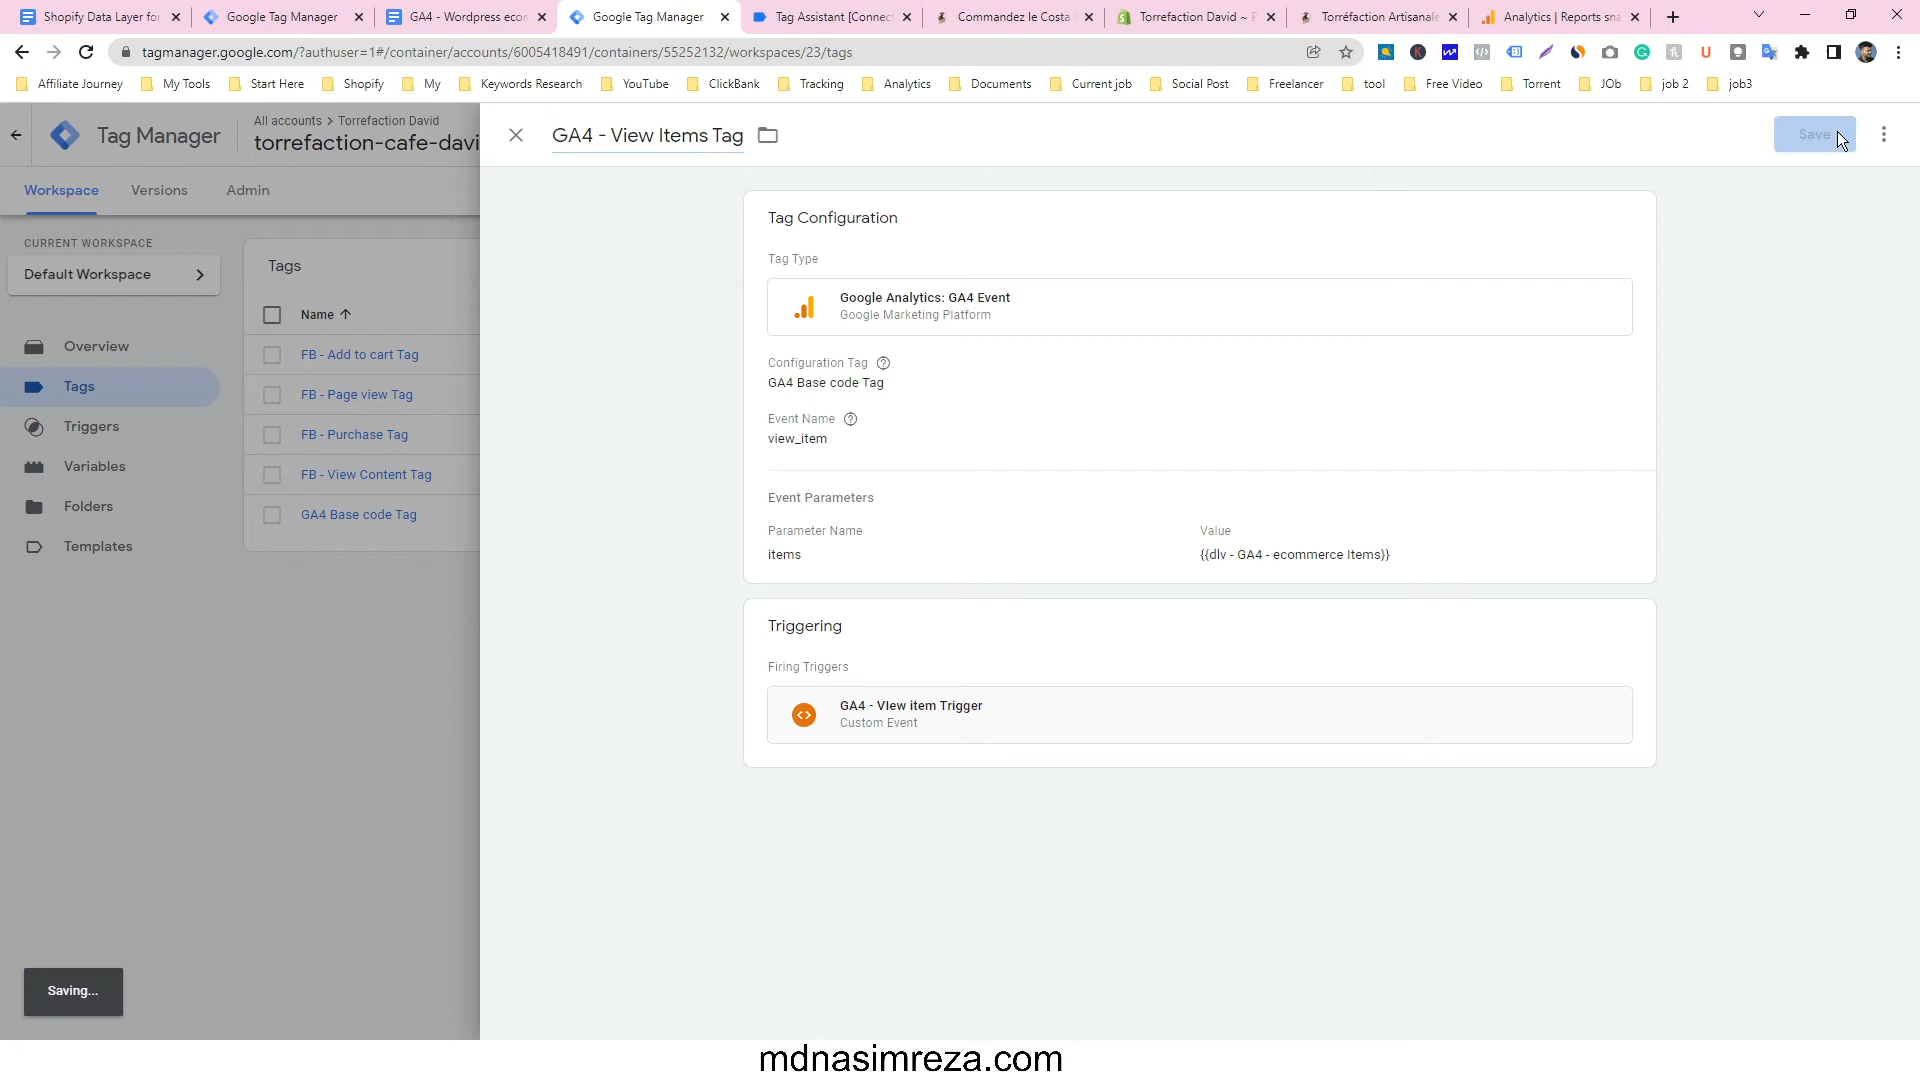 Shopify Data Layer for
Google Tag Manager
GA4 - Wordpress econ
Google Tag Manager
Tag Assistant [Connect
Commandez le Costa
Torrefaction David ~ P
Torréfaction Artisanale
Analytics | Reports sna
tagmanager.google.com/?authuser=1#/container/accounts/6005418491/containers/55252132/workspaces/23/tags
Affiliate Journey
My Tools
Start Here
Shopify
My
Keywords Research
YouTube
ClickBank
Tracking
Analytics
Documents
Current job
Social Post
Freelancer
tool
Free Video
Torrent
JOb
job 2
job3
Tag Manager
All accounts > Torrefaction David
torrefaction-cafe-davi
Workspace
Versions
Admin
CURRENT WORKSPACE
Default Workspace
Overview
Tags
Triggers
Variables
Folders
Templates
Tags
Name
FB - Add to cart Tag
FB - Page view Tag
FB - Purchase Tag
FB - View Content Tag
GA4 Base code Tag
Saving...
GA4 - View Items Tag
Save
Tag Configuration
Tag Type
Google Analytics: GA4 Event
Google Marketing Platform
Configuration Tag
GA4 Base code Tag
Event Name
view_item
Event Parameters
Parameter Name
Value
items
{{dlv - GA4 - ecommerce Items}}
Triggering
Firing Triggers
GA4 - VIew item Trigger
Custom Event
mdnasimreza.com